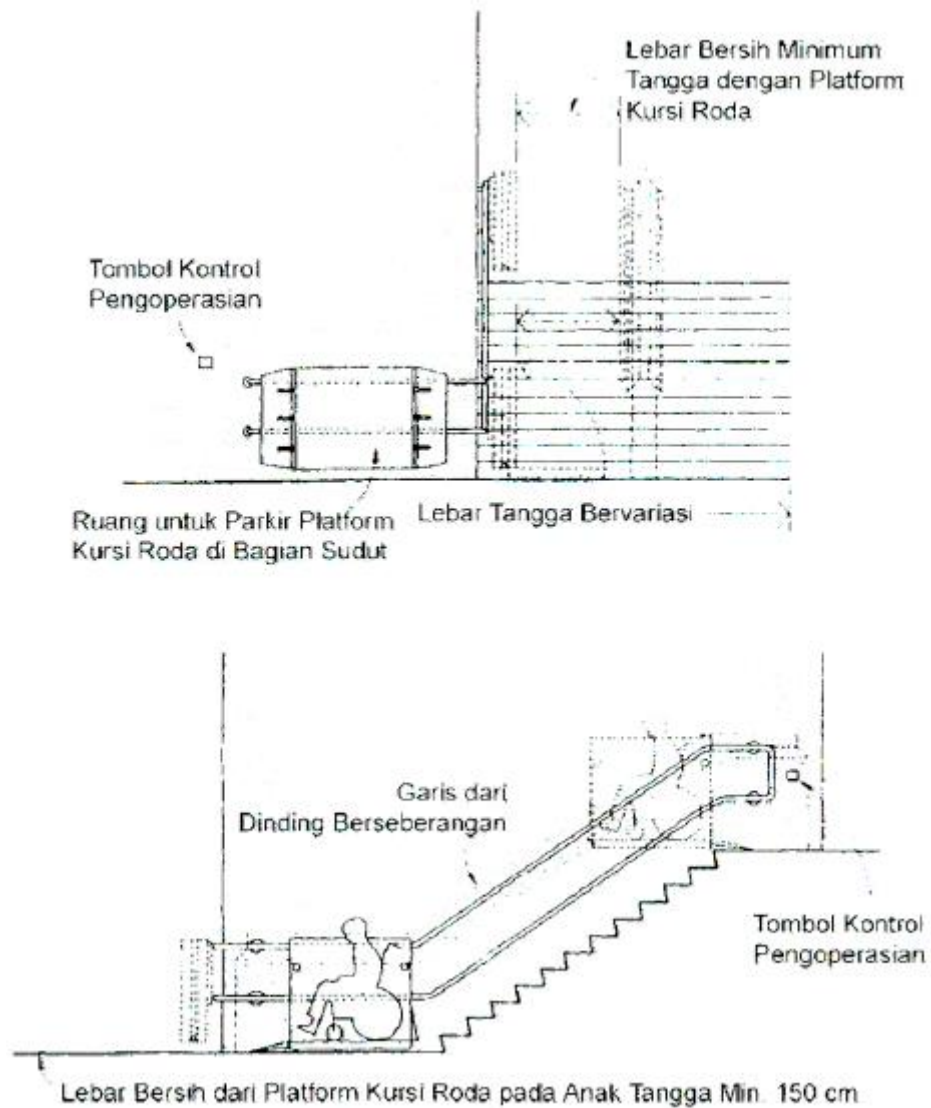 Lebar Bersih Minimum
Tangga dengan Platform
Kursi Roda
Tombol Kontrol
Pengoperasian
Ruang untuk Parkir Platform
Kursi Roda di Bagian Sudut
Lebar Tangga Bervariasi
Garis dari
Dinding Berseberangan
Tombol Kontrol
Pengoperasian
Lebar Bersih dari Platform Kursi Roda pada Anak Tangga Min. 150 cm